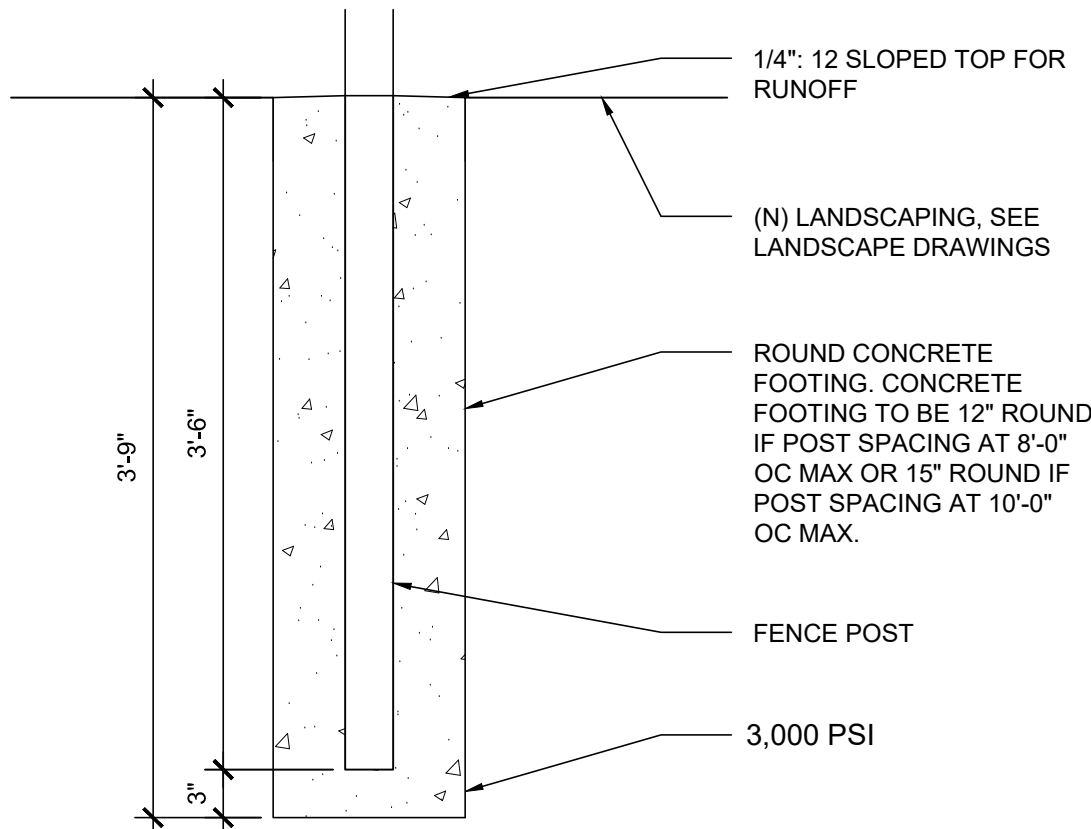 1/4": 12 SLOPED TOP FOR
RUNOFF
(N) LANDSCAPING, SEE
LANDSCAPE DRAWINGS
ROUND CONCRETE
FOOTING. CONCRETE
FOOTING TO BE 12" ROUND
IF POST SPACING AT 8'-0"
OC MAX OR 15" ROUND IF
POST SPACING AT 10'-0"
OC MAX.
FENCE POST
3,000 PSI
3'-9"
3'-6"
3"